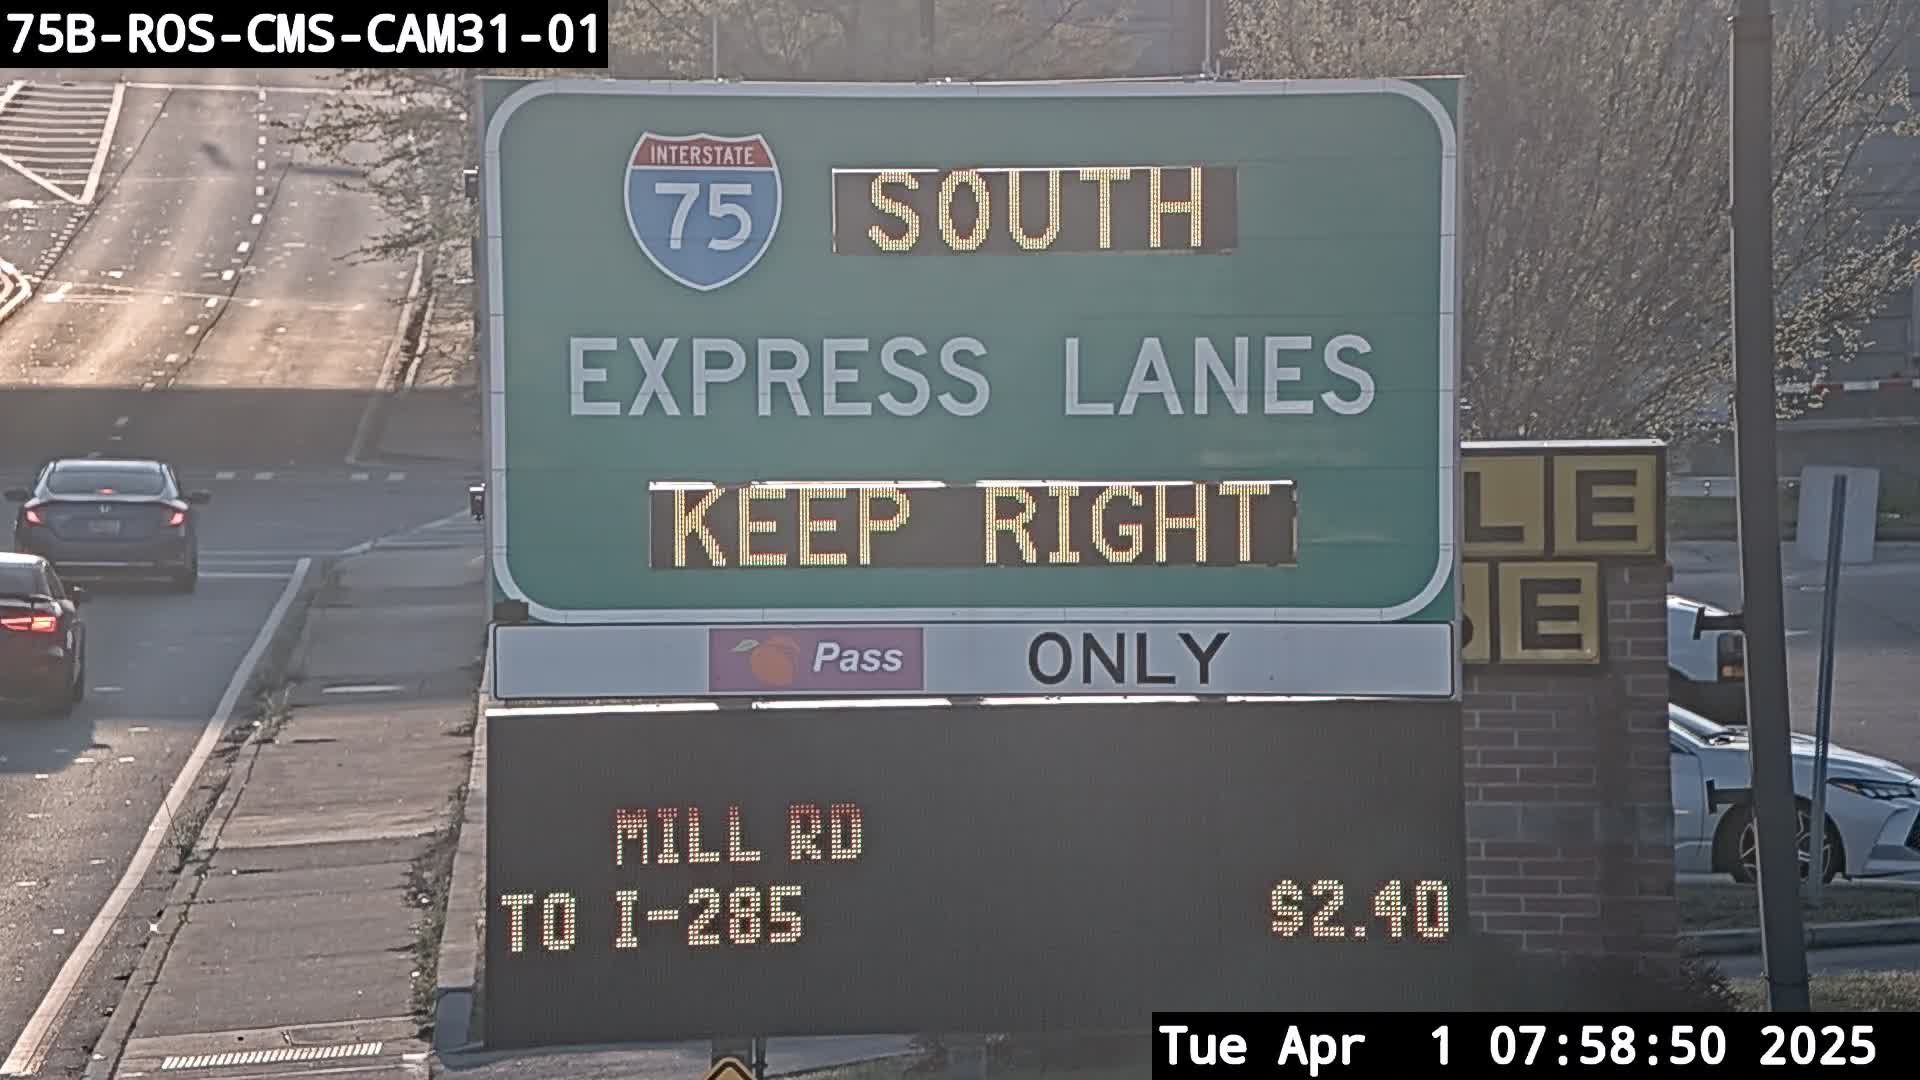 75B-ROS-CMS-CAM31-01
INTERSTATE
75
SOUTH
EXPRESS LANES
KEEP RIGHT
Pass ONLY
MILL RD
TO I-285 $2.40
LE
E
Tue Apr 1 07:58:50 2025